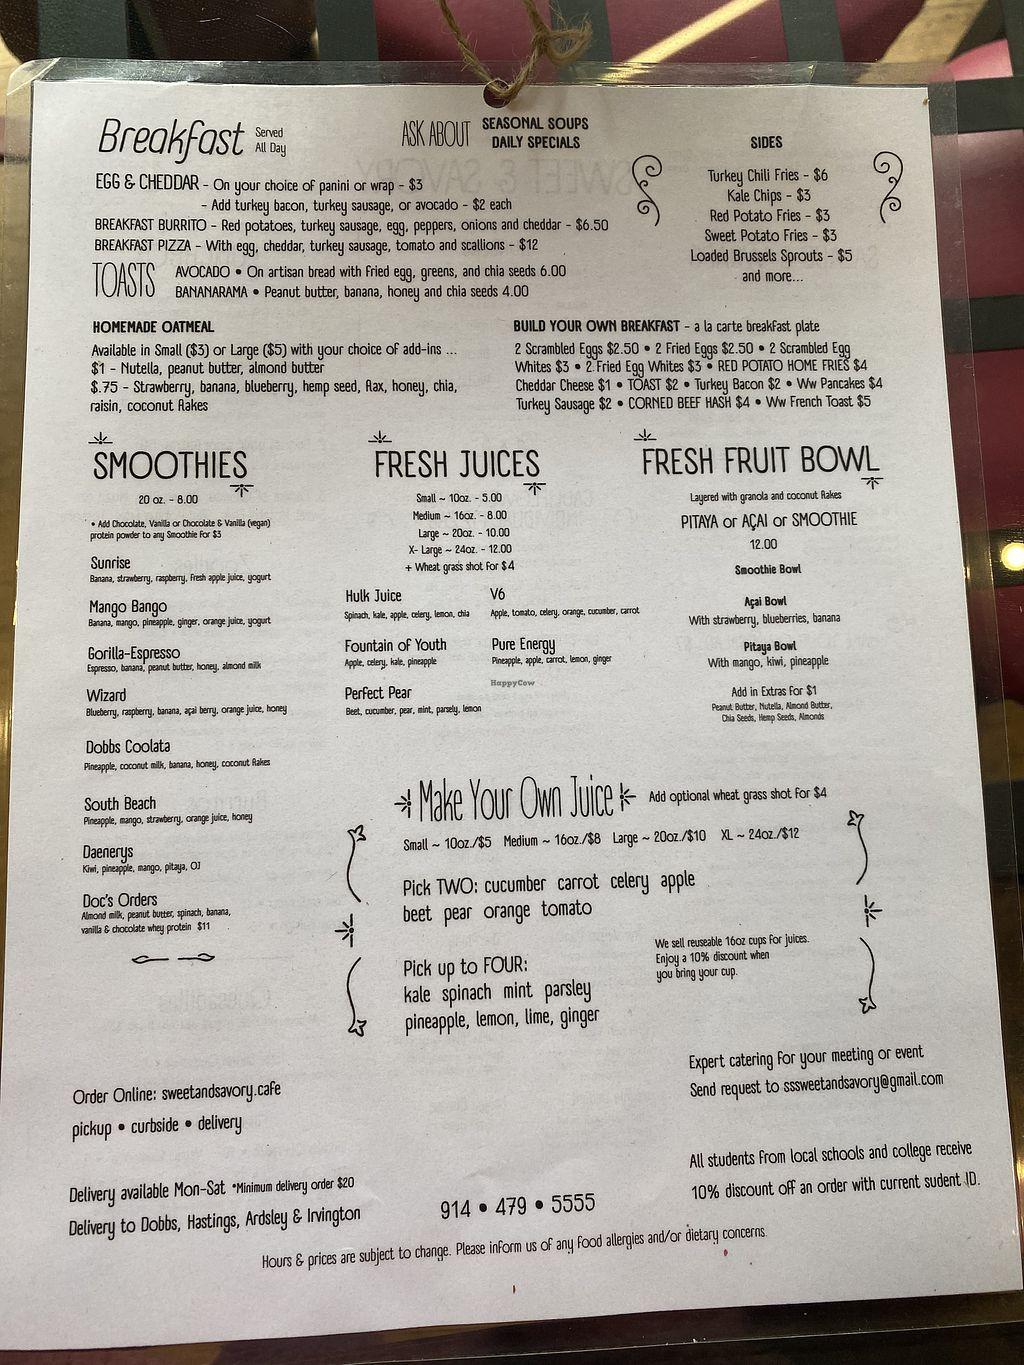 Breakfast Served
All Day
ASK ABOUT SEASONAL SOUPS
DAILY SPECIALS
EGG & CHEDDAR - On your choice of panini or wrap - $3
- Add turkey bacon, turkey sausage, or avocado - $2 each
BREAKFAST BURRITO - Red potatoes, turkey sausage, egg, peppers, onions and cheddar - $6.50
BREAKFAST PIZZA - With egg, cheddar, turkey sausage, tomato and scallions - $12
TOASTS
AVOCADO • On artisan bread with fried egg, greens, and chia seeds 6.00
BANANARAMA • Peanut butter, banana, honey and chia seeds 4.00
SIDES
Turkey Chili Fries - $6
Kale Chips - $3
Red Potato Fries - $3
Sweet Potato Fries - $3
Loaded Brussels Sprouts - $5
and more...
HOMEMADE OATMEAL
Available in Small ($3) or Large ($5) with your choice of add-ins ...
$1 - Nutella, peanut butter, almond butter
$.75 - Strawberry, banana, blueberry, hemp seed, flax, honey, chia,
raisin, coconut flakes
BUILD YOUR OWN BREAKFAST - a la carte breakfast plate
2 Scrambled Eggs $2.50 • 2 Fried Eggs $2.50 • 2 Scrambled Egg
Whites $3 • 2 Fried Egg Whites $3 • RED POTATO HOME FRIES $4
Cheddar Cheese $1 • TOAST $2 • Turkey Bacon $2 • Ww Pancakes $4
Turkey Sausage $2 • CORNED BEEF HASH $4 • Ww French Toast $5
SMOOTHIES
20 oz. - 8.00
• Add Chocolate, Vanilla or Chocolate & Vanilla (vegan)
protein powder to any Smoothie for $3
Sunrise
Banana, strawberry, raspberry, fresh apple juice, yogurt
Mango Bango
Banana, mango, pineapple, ginger, orange juice, yogurt
Gorilla-Espresso
Espresso, banana, peanut butter, honey, almond milk
Wizard
Blueberry, raspberry, banana, açai berry, orange juice, honey
Dobbs Coolata
Pineapple, coconut milk, banana, honey, coconut flakes
South Beach
Pineapple, mango, strawberry, orange juice, honey
Daenerys
Kiwi, pineapple, mango, pitaya, OJ
Doc's Orders
Almond milk, peanut butter, spinach, banana,
vanilla & chocolate whey protein $11
FRESH JUICES
Small ~ 10oz. - 5.00
Medium ~ 16oz. - 8.00
Large ~ 20oz. - 10.00
X- Large ~ 24oz. - 12.00
+ Wheat grass shot for $4
Hulk Juice
Spinach, kale, apple, celery, lemon, chia
Fountain of Youth
Apple, celery, kale, pineapple
Perfect Pear
Beet, cucumber, pear, mint, parsely, lemon
V6
Apple, tomato, celery, orange, cucumber, carrot
Pure Energy
Pineapple, apple, carrot, lemon, ginger
HappyCow
FRESH FRUIT BOWL
Layered with granola and coconut flakes
PITAYA or AÇAI or SMOOTHIE
12.00
Smoothie Bowl
Açai Bowl
With strawberry, blueberries, banana
Pitaya Bowl
With mango, kiwi, pineapple
Add in Extras for $1
Peanut Butter, Nutella, Almond Butter,
Chia Seeds, Hemp Seeds, Almonds
Make Your Own Juice Add optional wheat grass shot for $4
Small ~ 10oz./$5 Medium ~ 16oz./$8 Large ~ 20oz./$10 XL ~ 24oz./$12
Pick TWO: cucumber carrot celery apple
beet pear orange tomato
Pick up to FOUR:
kale spinach mint parsley
pineapple, lemon, lime, ginger
We sell reuseable 16oz cups for juices.
Enjoy a 10% discount when
you bring your cup.
Order Online: sweetandsavory.cafe
pickup • curbside • delivery
Expert catering for your meeting or event
Send request to sssweetandsavory@gmail.com
Delivery available Mon-Sat *Minimum delivery order $20
Delivery to Dobbs, Hastings, Ardsley & Irvington
914 • 479 • 5555
All students from local schools and college receive
10% discount off an order with current sudent ID.
Hours & prices are subject to change. Please inform us of any food allergies and/or dietary concerns.